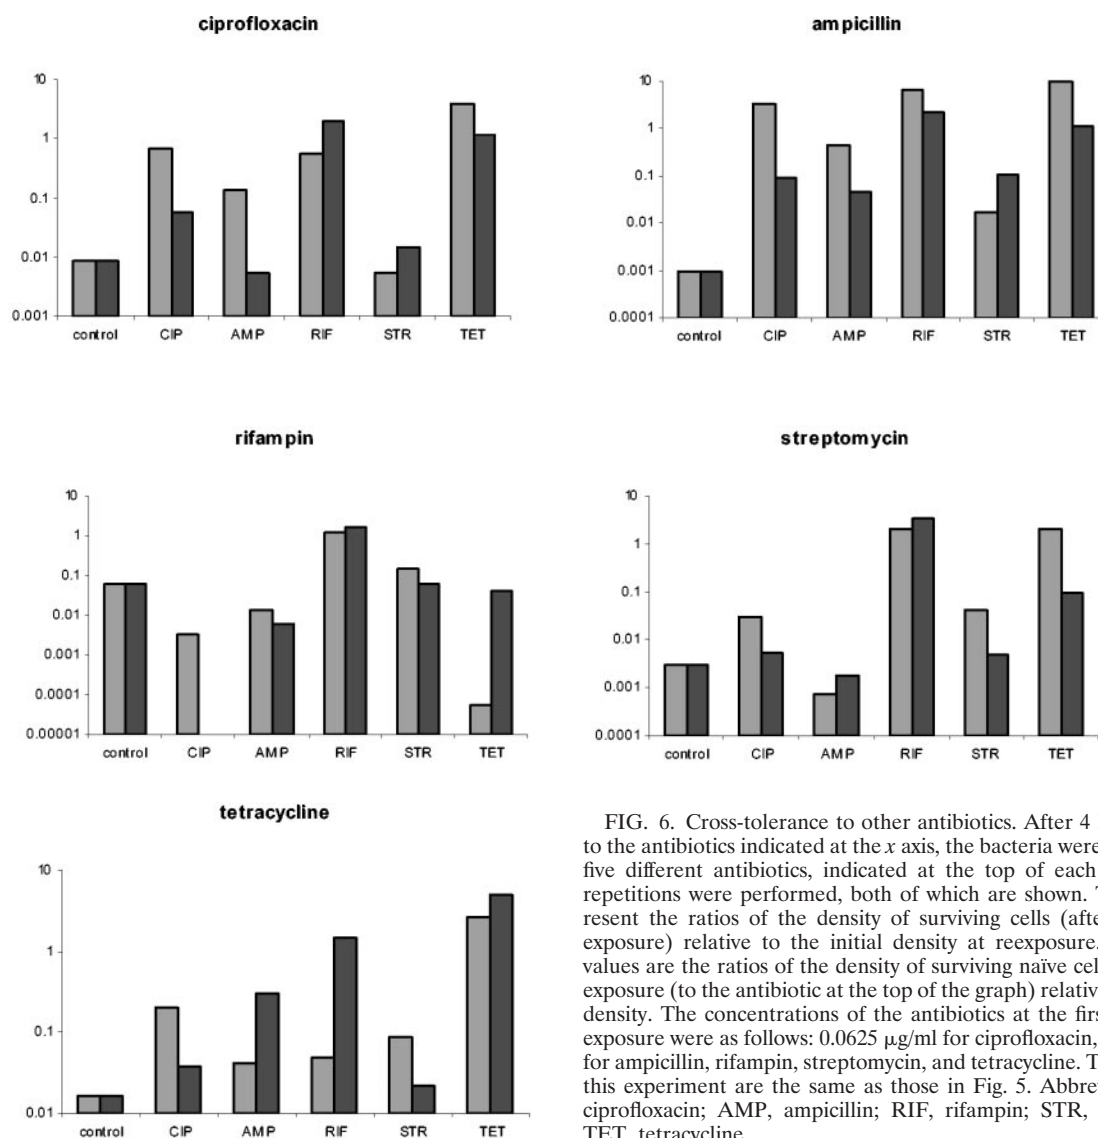 ciprofloxacin
10
1
0.1
0.01
0.001
control CIP AMP RIF STR TET
ampicillin
10
1
0.1
0.01
0.001
0.0001
control CIP AMP RIF STR TET
rifampin
10
1
0.1
0.01
0.001
0.0001
0.00001
control CIP AMP RIF STR TET
streptomycin
10
1
0.1
0.01
0.001
0.0001
control CIP AMP RIF STR TET
tetracycline
10
1
0.1
0.01
control CIP AMP RIF STR TET
FIG. 6. Cross-tolerance to other antibiotics. After 4
to the antibiotics indicated at the x axis, the bacteria were
five different antibiotics, indicated at the top of each
repetitions were performed, both of which are shown.
resent the ratios of the density of surviving cells (afte
exposure) relative to the initial density at reexposure.
values are the ratios of the density of surviving naïve cel
exposure (to the antibiotic at the top of the graph) relative
density. The concentrations of the antibiotics at the firs
exposure were as follows: 0.0625 μg/ml for ciprofloxacin,
for ampicillin, rifampin, streptomycin, and tetracycline. T
this experiment are the same as those in Fig. 5. Abbrev
ciprofloxacin; AMP, ampicillin; RIF, rifampin; STR,
TET, tetracycline